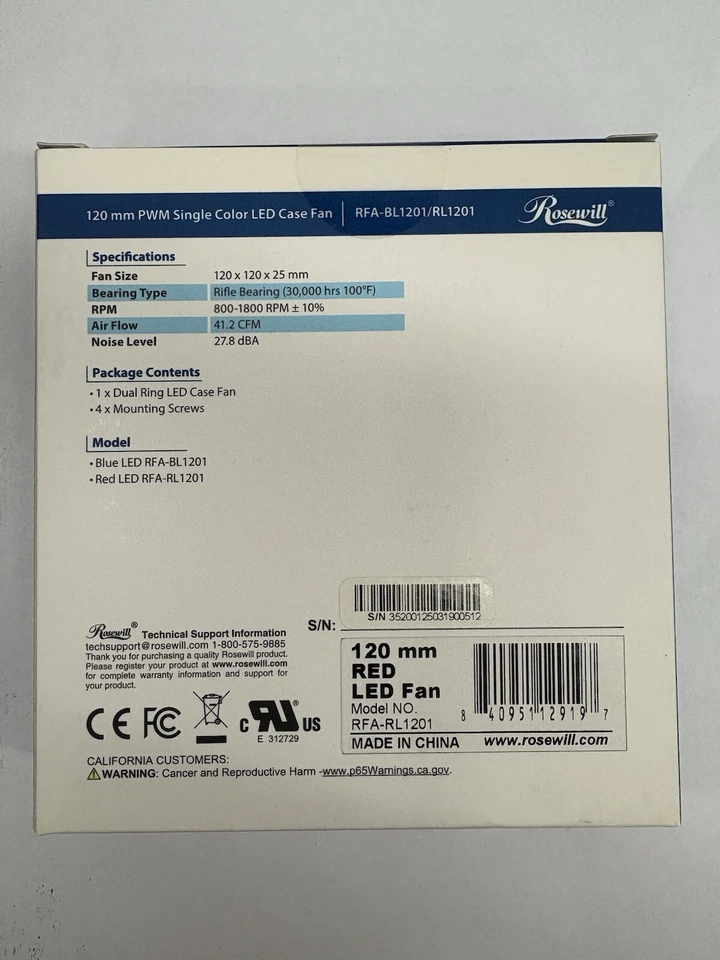 120 mm PWM Single Color LED Case Fan | RFA-BL1201/RL1201 Rosewill®
Specifications
Fan Size 120 x 120 x 25 mm
Bearing Type Rifle Bearing (30,000 hrs 100°F)
RPM 800-1800 RPM ± 10%
Air Flow 41.2 CFM
Noise Level 27.8 dBA
Package Contents
• 1 x Dual Ring LED Case Fan
• 4 x Mounting Screws
Model
• Blue LED RFA-BL1201
• Red LED RFA-RL1201
S/N 35200125031900512
S/N:
Rosewill® Technical Support Information
techsupport@rosewill.com 1-800-575-9885
Thank you for purchasing a quality Rosewill Product.
Please register your product at www.rosewill.com
for complete warranty information and support for
your product.
120 mm
RED
LED Fan
Model NO.
RFA-RL1201
8 40951 12919 7
MADE IN CHINA www.rosewill.com
CE FC c RU® US
E 312729
CALIFORNIA CUSTOMERS:
WARNING: Cancer and Reproductive Harm -www.p65Warnings.ca.gov.